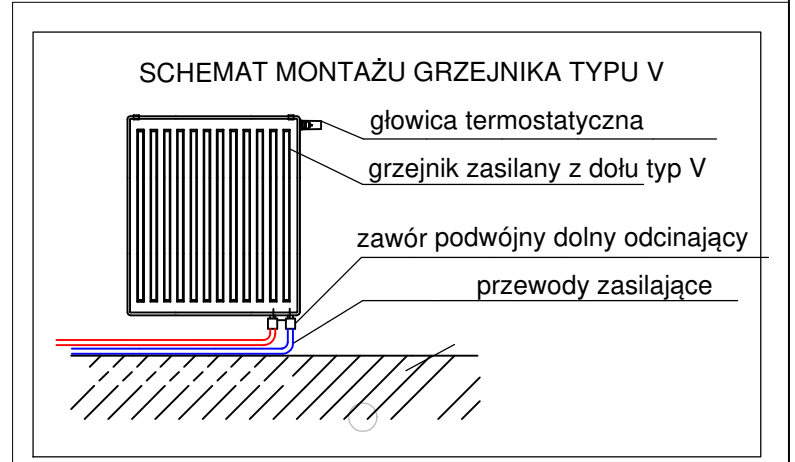 SCHEMAT MONTAŻU GRZEJNIKA TYPU V
głowica termostatyczna
grzejnik zasilany z dołu typ V
zawór podwójny dolny odcinający
przewody zasilające